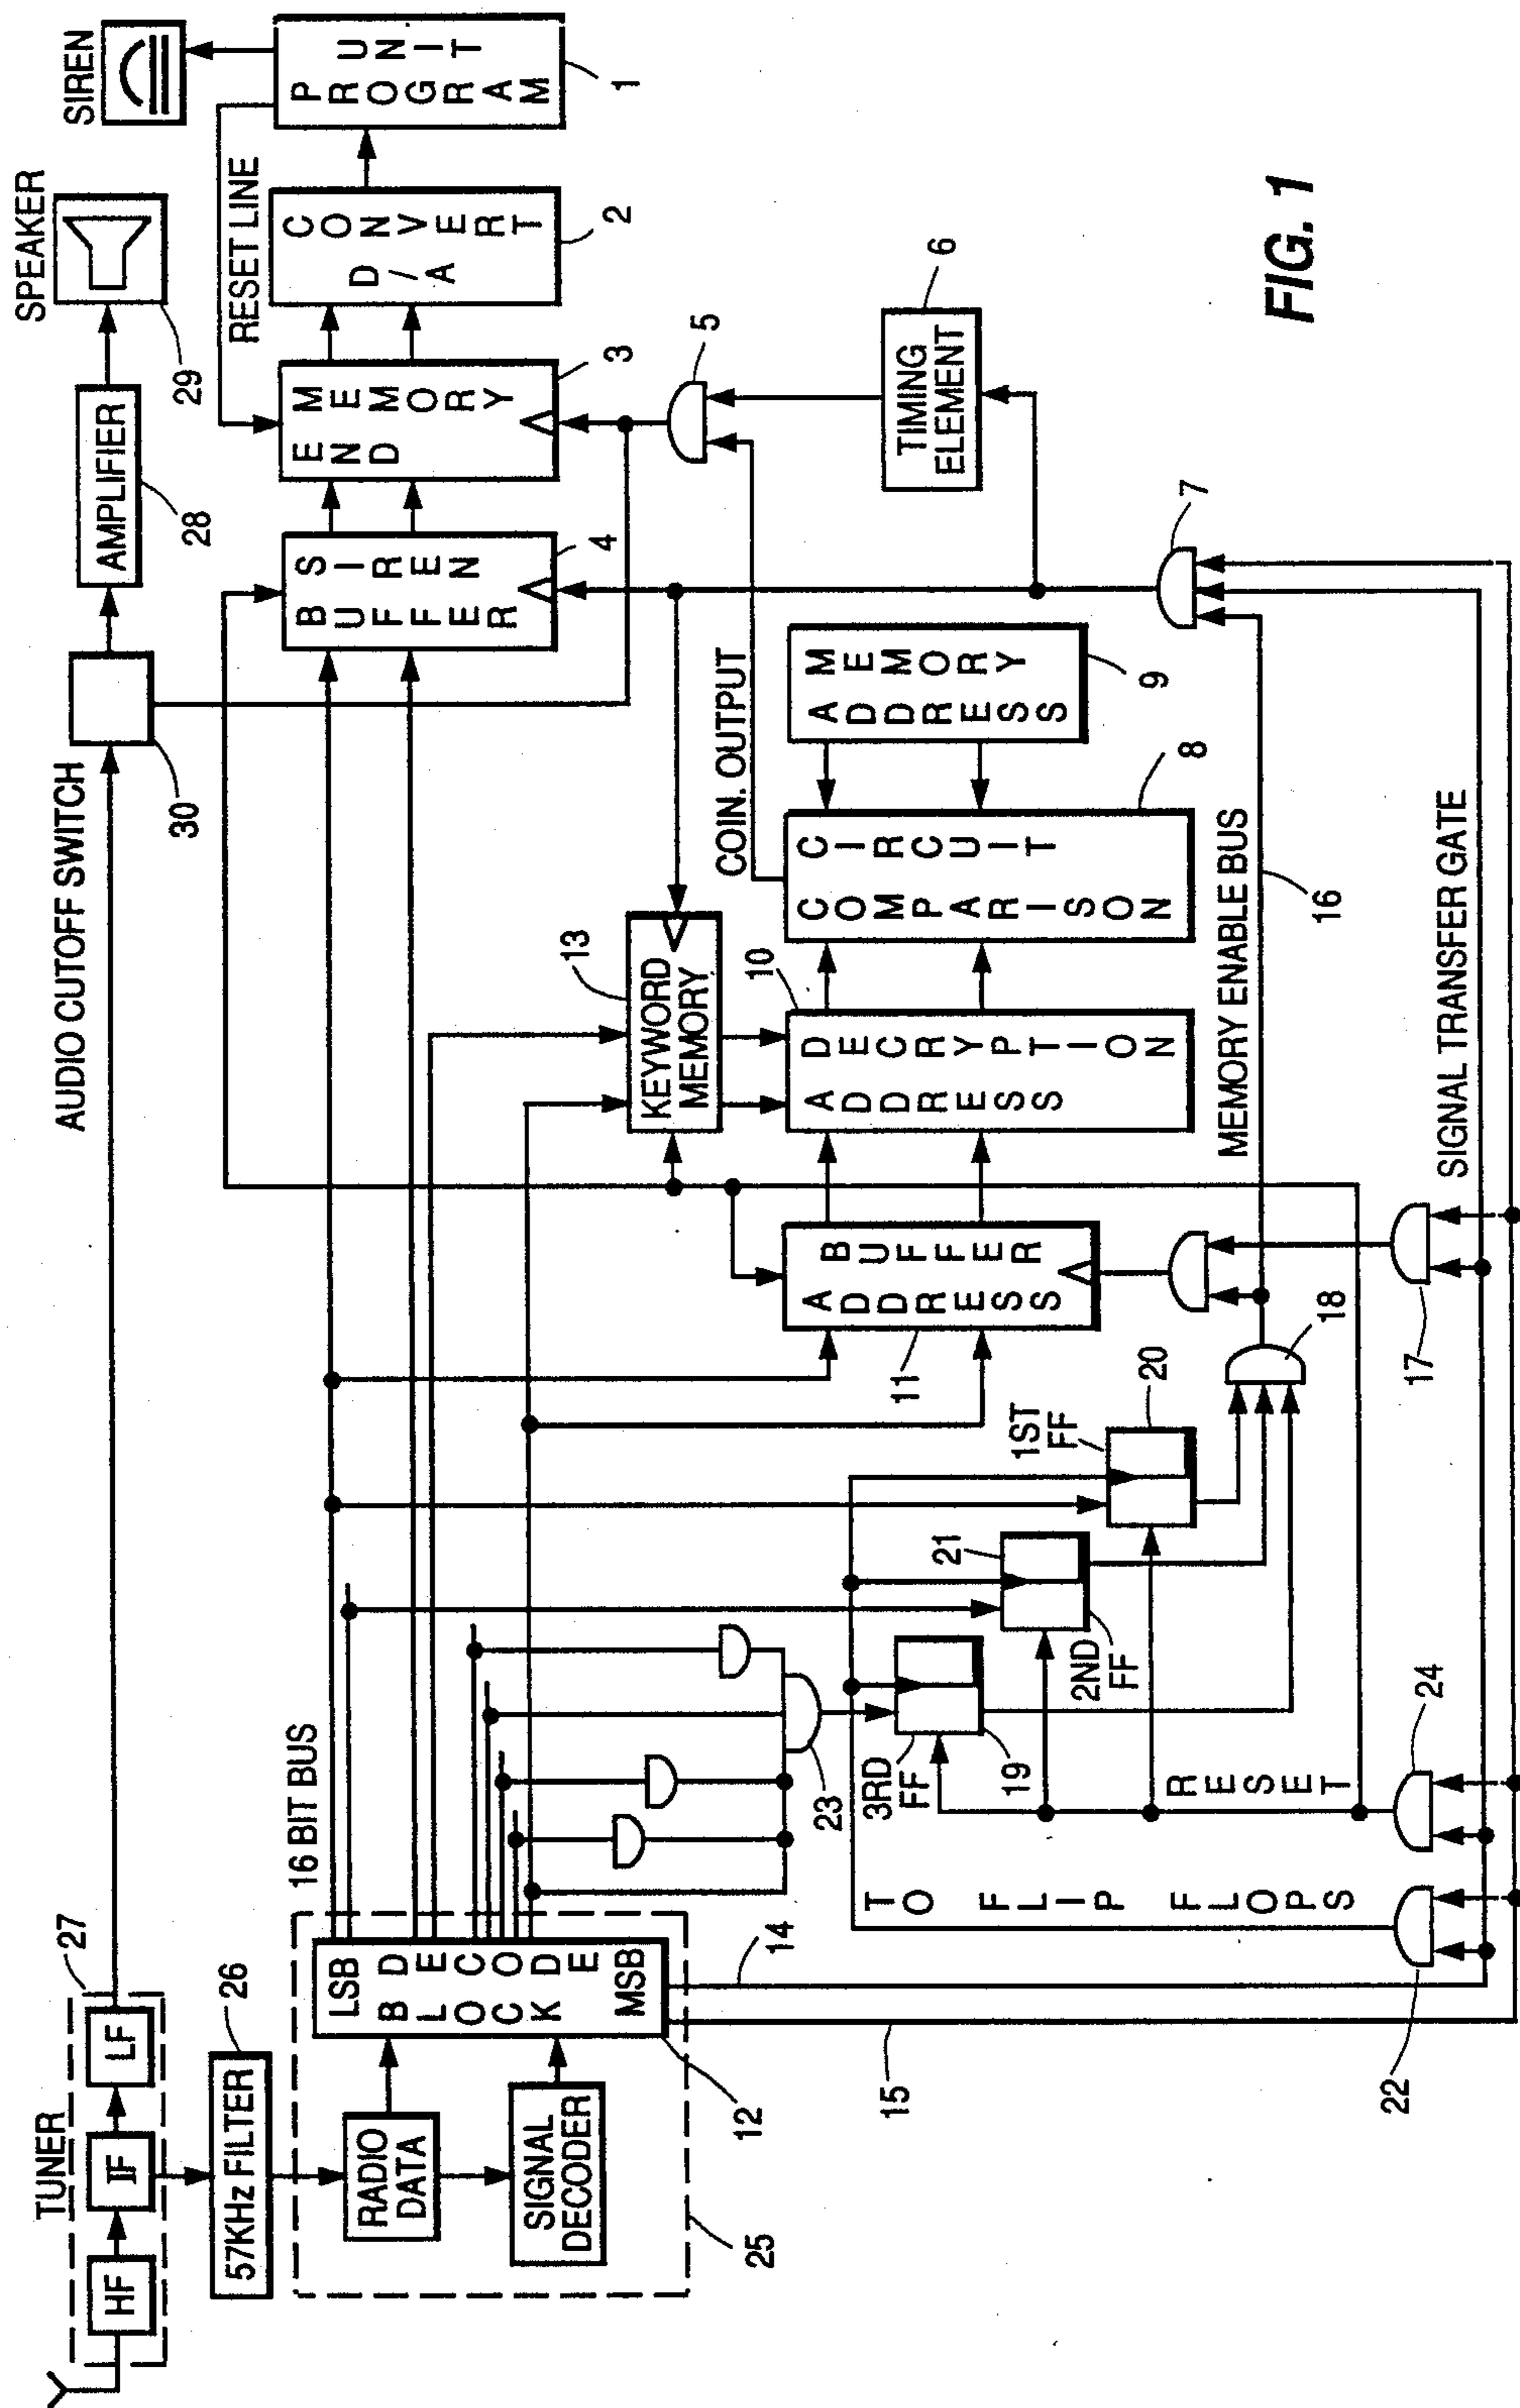 TUNER
HF
IF
LF
27
57KHz FILTER
26
RADIO
DATA
SIGNAL
DECODER
25
LSB
BLOCK
DECODE
MSB
12
14
15
16 BIT BUS
AUDIO CUTOFF SWITCH
30
AMPLIFIER
28
SPEAKER
29
SIREN
RESET LINE
PROGRAM
UNIT
1
D/A
CONVERT
2
END
MEMORY
3
BUFFER
SIREN
4
5
TIMING
ELEMENT
6
7
COIN. OUTPUT
ADDRESS
MEMORY
9
COMPARISON
CIRCUIT
8
KEYWORD
MEMORY
13
ADDRESS
DECRYPTION
10
ADDRESS
BUFFER
11
MEMORY ENABLE BUS
16
SIGNAL TRANSFER GATE
17
18
1ST
FF
20
21
2ND
FF
3RD
FF
19
23
RESET
24
TO FLIP FLOPS
22
FIG. 1